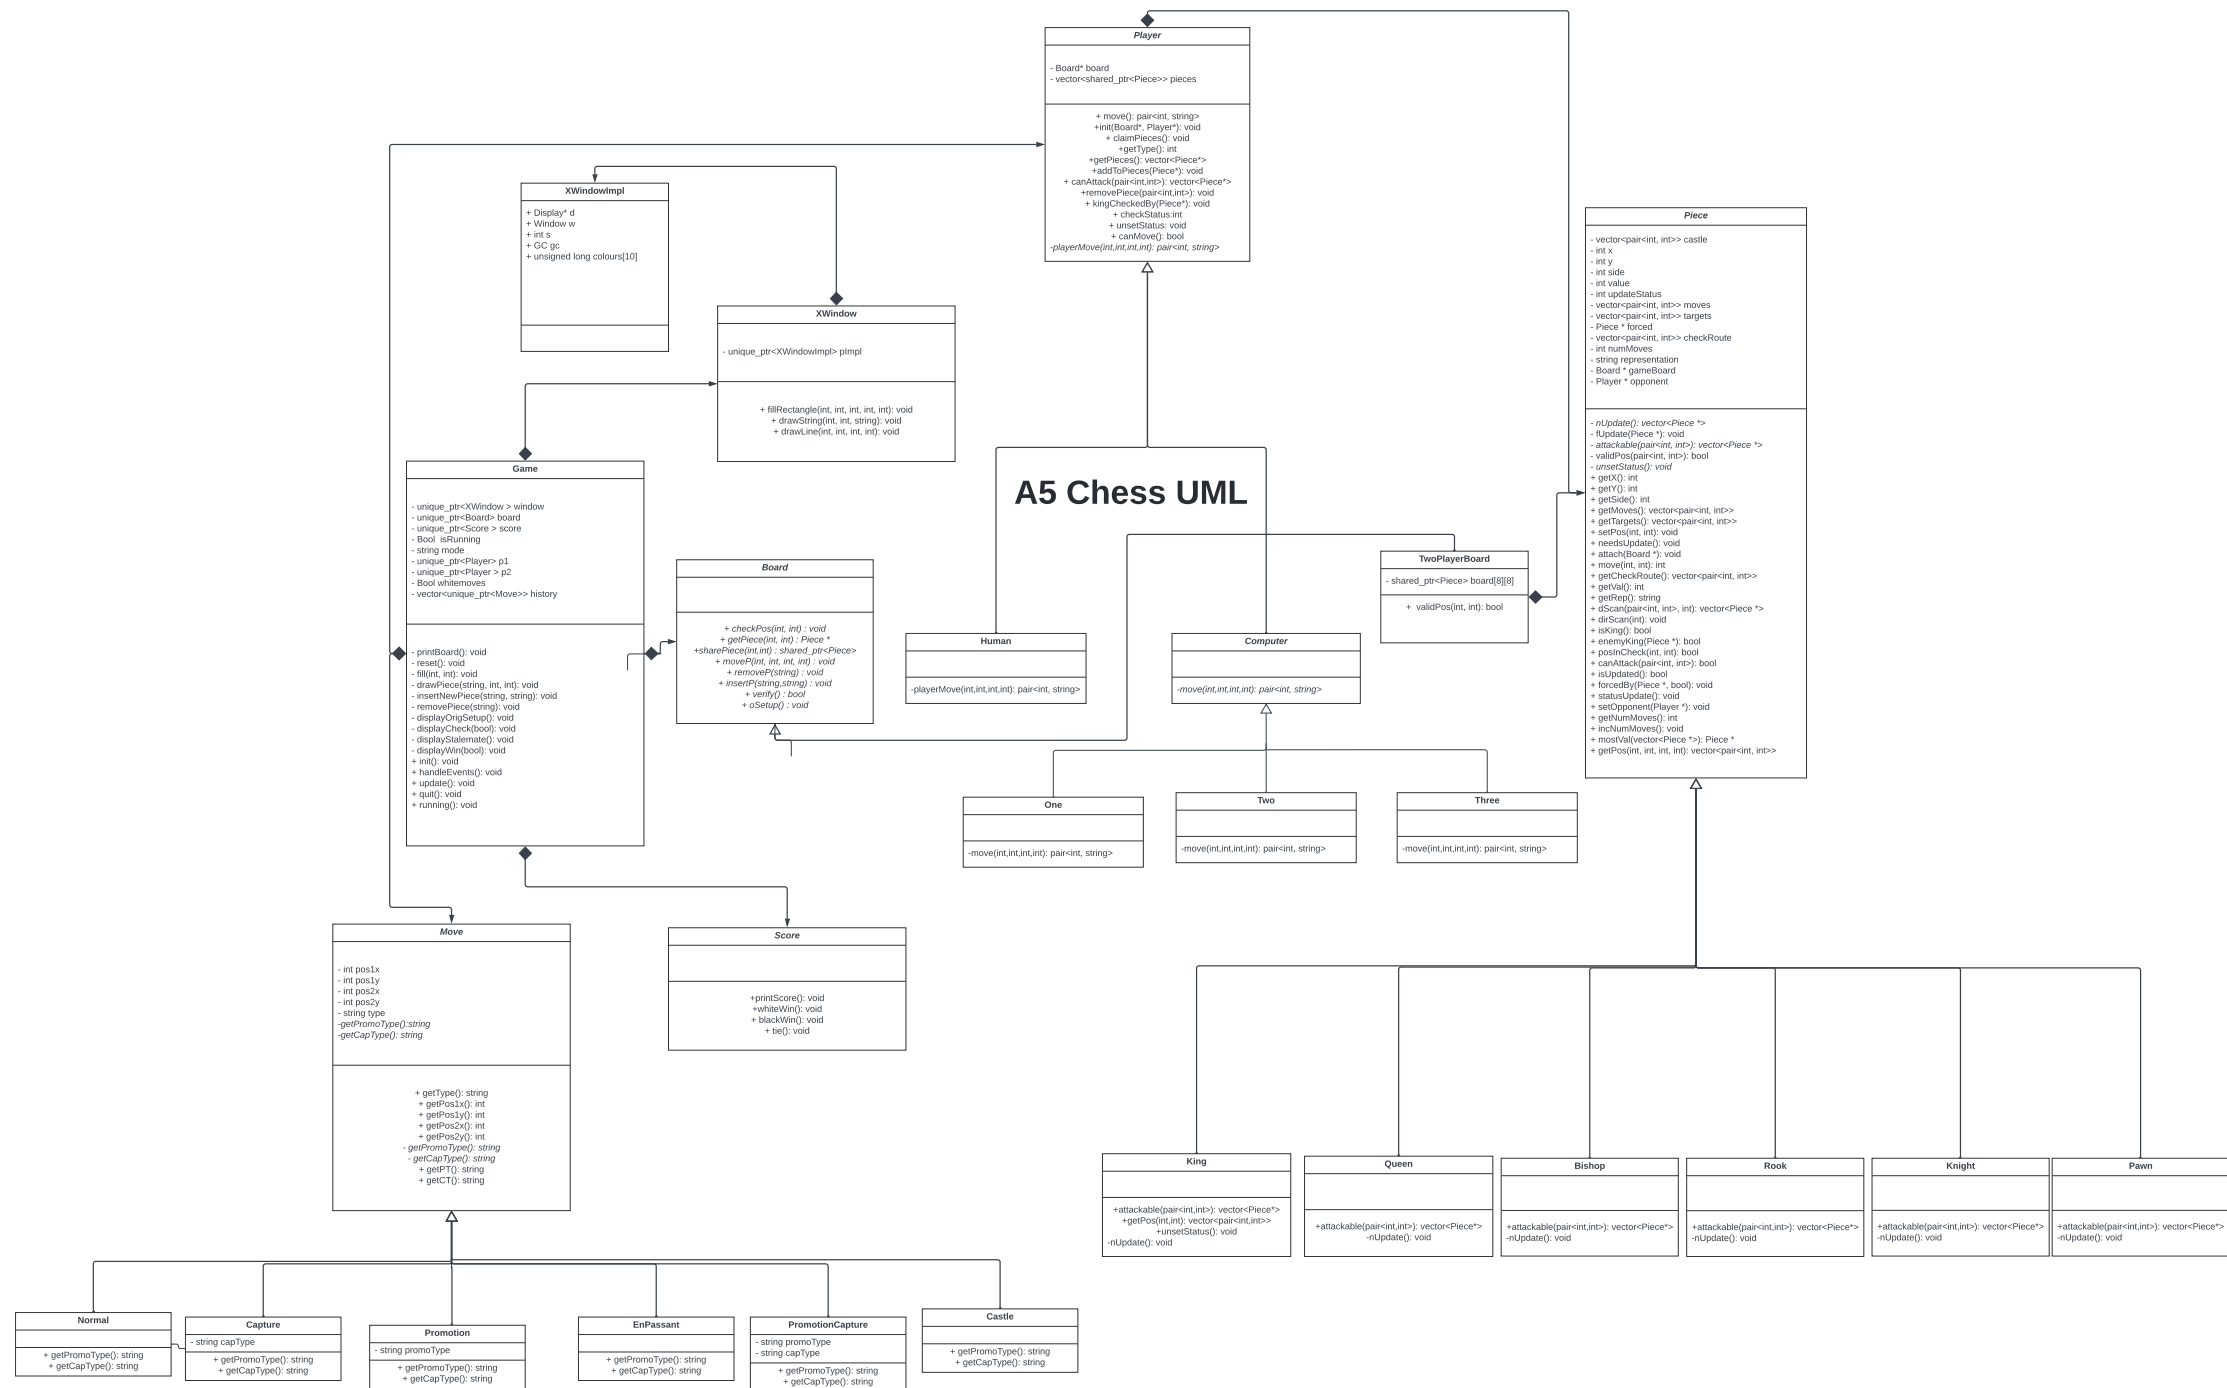 Player
- Board* board
- vector<shared_ptr<Piece>> pieces
+ move(): pair<int, string>
+init(Board*, Player*): void
+ claimPieces(): void
+getType(): int
+getPieces(): vector<Piece*>
+addToPieces(Piece*): void
+ canAttack(pair<int,int>): vector<Piece*>
+removePiece(pair<int,int>): void
+ kingCheckedBy(Piece*): void
+ checkStatus:int
+ unsetStatus: void
+ canMove(): bool
-playerMove(int,int,int,int): pair<int, string>
XWindowImpl
+ Display* d
+ Window w
+ int s
+ GC gc
+ unsigned long colours[10]
XWindow
- unique_ptr<XWindowImpl> pImpl
+ fillRectangle(int, int, int, int, int): void
+ drawString(int, int, string): void
+ drawLine(int, int, int, int): void
Piece
- vector<pair<int, int>> castle
- int x
- int y
- int side
- int value
- int updateStatus
- vector<pair<int, int>> moves
- vector<pair<int, int>> targets
- Piece * forced
- vector<pair<int, int>> checkRoute
- int numMoves
- string representation
- Board * gameBoard
- Player * opponent
- nUpdate(): vector<Piece *>
- fUpdate(Piece *): void
- attackable(pair<int, int>): vector<Piece *>
- validPos(pair<int, int>): bool
- unsetStatus(): void
+ getX(): int
+ getY(): int
+ getSide(): int
+ getMoves(): vector<pair<int, int>>
+ getTargets(): vector<pair<int, int>>
+ setPos(int, int): void
+ needsUpdate(): void
+ attach(Board *): void
+ move(int, int): int
+ getCheckRoute(): vector<pair<int, int>>
+ getVal(): int
+ getRep(): string
+ dScan(pair<int, int>, int): vector<Piece *>
+ dirScan(int): void
+ isKing(): bool
+ enemyKing(Piece *): bool
+ posInCheck(int, int): bool
+ canAttack(pair<int, int>): bool
+ isUpdated(): bool
+ forcedBy(Piece *, bool): void
+ statusUpdate(): void
+ setOpponent(Player *): void
+ getNumMoves(): int
+ incNumMoves(): void
+ mostVal(vector<Piece *>): Piece *
+ getPos(int, int, int, int): vector<pair<int, int>>
Game
- unique_ptr<XWindow > window
- unique_ptr<Board> board
- unique_ptr<Score > score
- Bool  isRunning
- string mode
- unique_ptr<Player> p1
- unique_ptr<Player > p2
- Bool whitemoves
- vector<unique_ptr<Move>> history
- printBoard(): void
- reset(): void
- fill(int, int): void
- drawPiece(string, int, int): void
- insertNewPiece(string, string): void
- removePiece(string): void
- displayOrigSetup(): void
- displayCheck(bool): void
- displayStalemate(): void
- displayWin(bool): void
+ init(): void
+ handleEvents(): void
+ update(): void
+ quit(): void
+ running(): void
A5 Chess UML
Board
+ checkPos(int, int) : void
+ getPiece(int, int) : Piece *
+sharePiece(int,int) : shared_ptr<Piece>
+ moveP(int, int, int, int) : void
+ removeP(string) : void
+ insertP(string,string) : void
+ verify() : bool
+ oSetup() : void
TwoPlayerBoard
- shared_ptr<Piece> board[8][8]
+  validPos(int, int): bool
Human
-playerMove(int,int,int,int): pair<int, string>
Computer
-move(int,int,int,int): pair<int, string>
One
-move(int,int,int,int): pair<int, string>
Two
-move(int,int,int,int): pair<int, string>
Three
-move(int,int,int,int): pair<int, string>
Move
- int pos1x
- int pos1y
- int pos2x
- int pos2y
- string type
-getPromoType():string
-getCapType(): string
+ getType(): string
+ getPos1x(): int
+ getPos1y(): int
+ getPos2x(): int
+ getPos2y(): int
- getPromoType(): string
- getCapType(): string
+ getPT(): string
+ getCT(): string
Score
+printScore(): void
+whiteWin(): void
+ blackWin(): void
+ tie(): void
King
+attackable(pair<int,int>): vector<Piece*>
+getPos(int,int): vector<pair<int,int>>
+unsetStatus(): void
-nUpdate(): void
Queen
+attackable(pair<int,int>): vector<Piece*>
-nUpdate(): void
Bishop
+attackable(pair<int,int>): vector<Piece*>
-nUpdate(): void
Rook
+attackable(pair<int,int>): vector<Piece*>
-nUpdate(): void
Knight
+attackable(pair<int,int>): vector<Piece*>
-nUpdate(): void
Pawn
+attackable(pair<int,int>): vector<Piece*>
-nUpdate(): void
Normal
+ getPromoType(): string
+ getCapType(): string
Capture
- string capType
+ getPromoType(): string
+ getCapType(): string
Promotion
- string promoType
+ getPromoType(): string
+ getCapType(): string
EnPassant
+ getPromoType(): string
+ getCapType(): string
PromotionCapture
- string promoType
- string capType
+ getPromoType(): string
+ getCapType(): string
Castle
+ getPromoType(): string
+ getCapType(): string